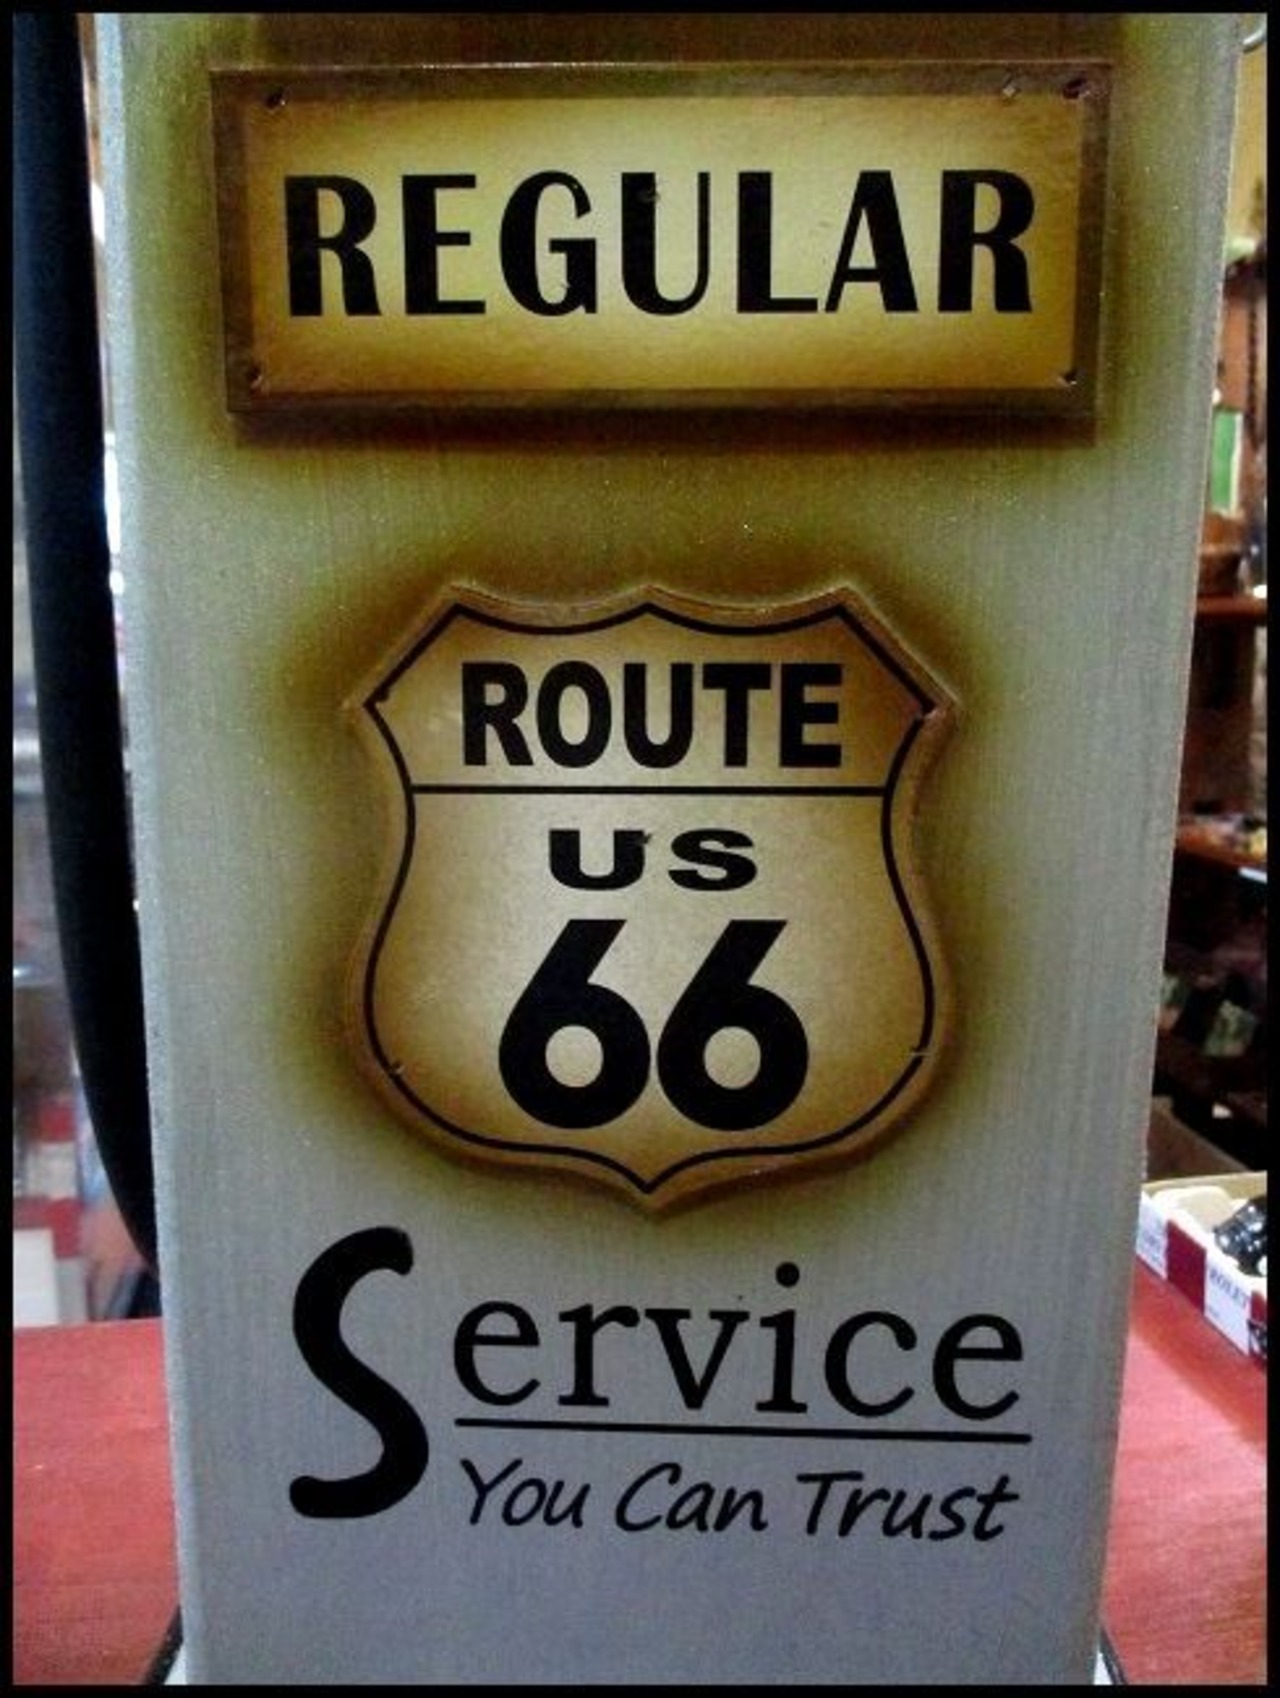 REGULAR
ROUTE
US
66
Service
You Can Trust